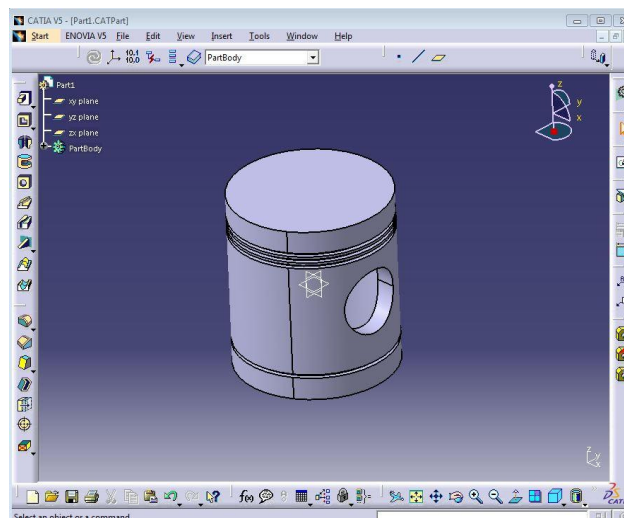 CATIA V5 - [Part1.CATPart]
Start ENOVIA V5 File Edit View Insert Tools Window Help
10.1
10.0
PartBody
Part1
xy plane
yz plane
zx plane
PartBody
z
y
x
z
y
x
f(x)
CATIA
Select an object or a command